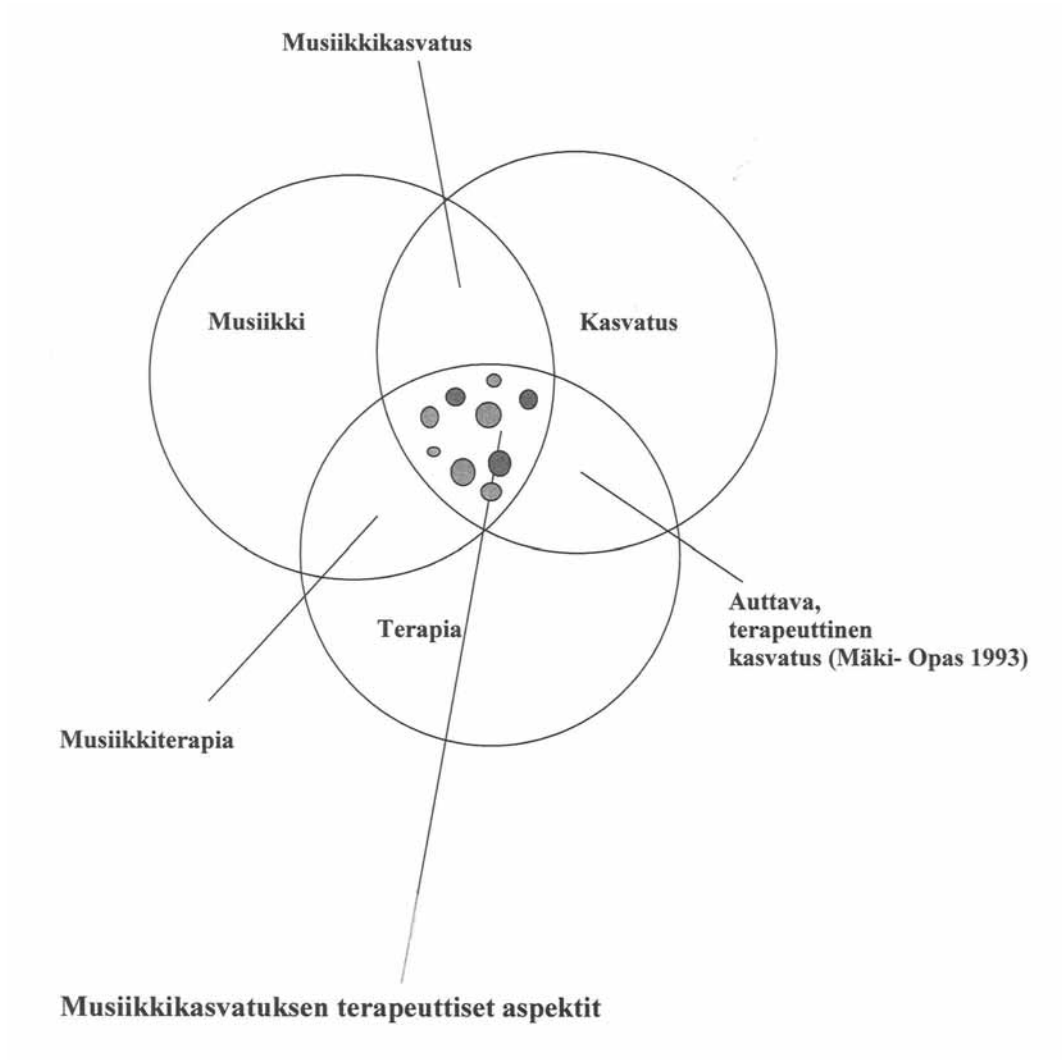 Musiikkikasvatus
Musiikki
Kasvatus
Terapia
Auttava,
terapeuttinen
kasvatus (Mäki- Opas 1993)
Musiikkiterapia
Musiikkikasvatuksen terapeuttiset aspektit